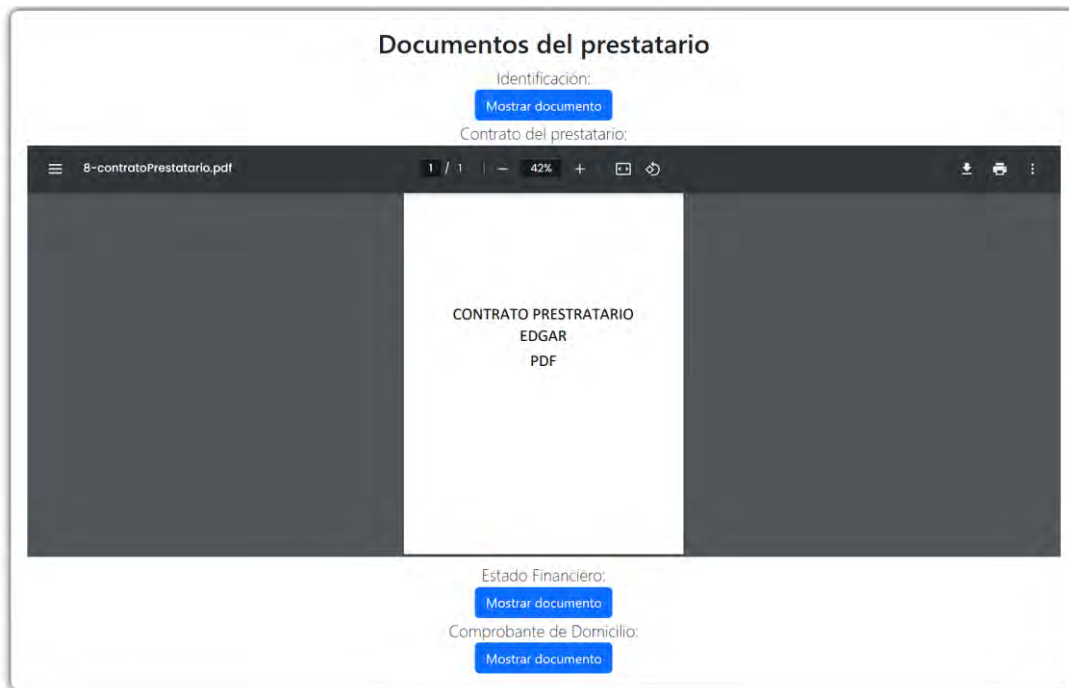 Documentos del prestatario
Identificación:
Mostrar documento
Contrato del prestatario:
8-contratoPrestatario.pdf 1 / 1 42%
CONTRATO PRESTRATARIO
EDGAR
PDF
Estado Financiero:
Mostrar documento
Comprobante de Domicilio:
Mostrar documento